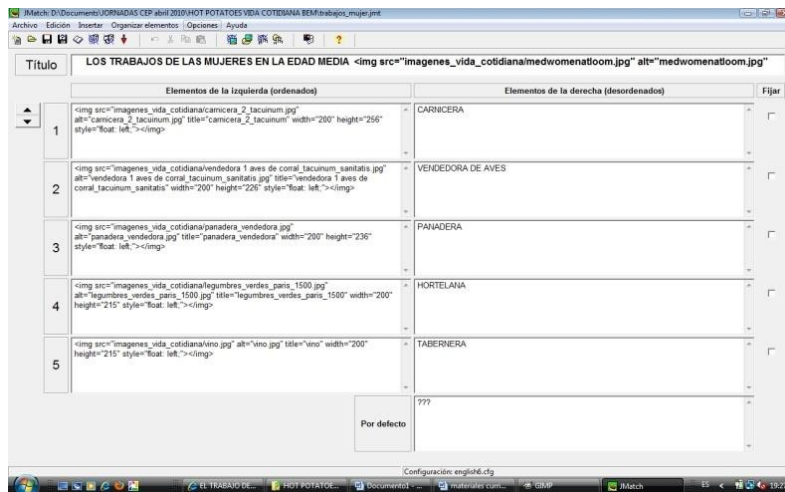 JMatch: D:\Documents\JORNADAS CEP abril 2010\HOT POTATOES VIDA COTIDIANA BEM\trabajos_mujer.jmt
Archivo Edición Insertar Organizar elementos Opciones Ayuda
Título
LOS TRABAJOS DE LAS MUJERES EN LA EDAD MEDIA <img src="imagenes_vida_cotidiana/medwomenatloom.jpg" alt="medwomenatloom.jpg"
Elementos de la izquierda (ordenados) Elementos de la derecha (desordenados) Fijar
1
<img src="imagenes_vida_cotidiana/carnicera_2_tacuinum.jpg"
alt="carnicera_2_tacuinum.jpg" title="carnicera_2_tacuinum" width="200" height="256"
style="float: left;"></img>
CARNICERA
2
<img src="imagenes_vida_cotidiana/vendedora 1 aves de corral_tacuinum_sanitatis.jpg"
alt="vendedora 1 aves de corral_tacuinum_sanitatis.jpg" title="vendedora 1 aves de
corral_tacuinum_sanitatis" width="200" height="226" style="float: left;"></img>
VENDEDORA DE AVES
3
<img src="imagenes_vida_cotidiana/panadera_vendedora.jpg"
alt="panadera_vendedora.jpg" title="panadera_vendedora" width="200" height="236"
style="float: left;"></img>
PANADERA
4
<img src="imagenes_vida_cotidiana/legumbres_verdes_paris_1500.jpg"
alt="legumbres_verdes_paris_1500.jpg" title="legumbres_verdes_paris_1500" width="200"
height="215" style="float: left;"></img>
HORTELANA
5
<img src="imagenes_vida_cotidiana/vino.jpg" alt="vino.jpg" title="vino" width="200"
height="215" style="float: left;"></img>
TABERNERA
Por defecto
???
Configuración: english6.cfg
EL TRABAJO DE... HOT POTATOE... Documento1 - ... materiales cum... GIMP JMatch ES 19:2